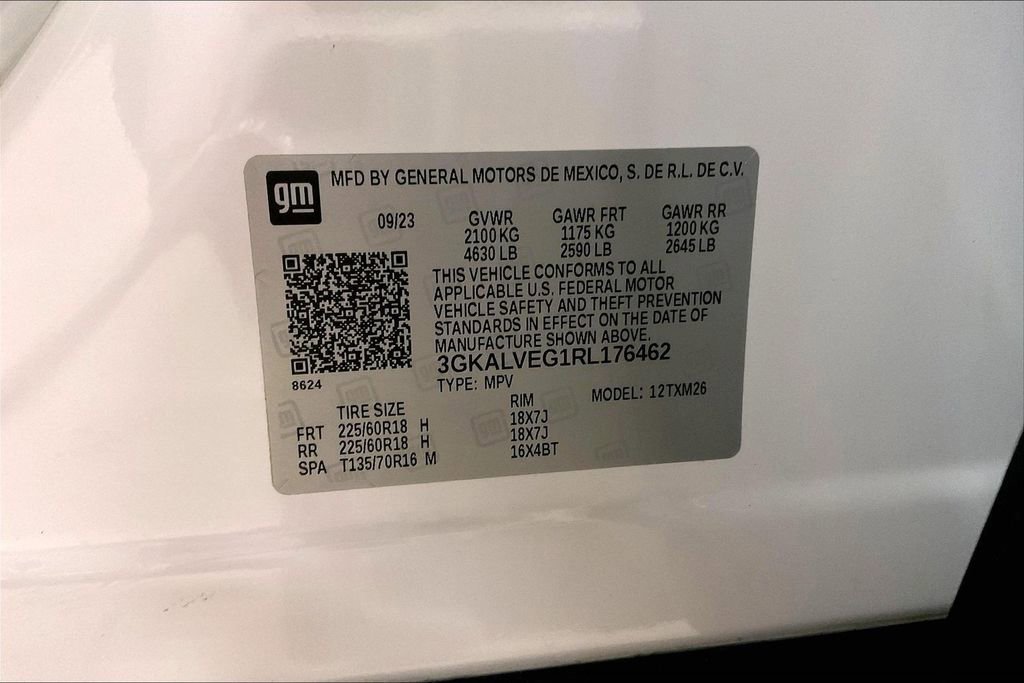 gm MFD BY GENERAL MOTORS DE MEXICO, S. DE R.L. DE C.V.
09/23 GVWR GAWR FRT GAWR RR
2100 KG 1175 KG 1200 KG
4630 LB 2590 LB 2645 LB
THIS VEHICLE CONFORMS TO ALL
APPLICABLE U.S. FEDERAL MOTOR
VEHICLE SAFETY AND THEFT PREVENTION
STANDARDS IN EFFECT ON THE DATE OF
MANUFACTURE SHOWN ABOVE.
3GKALVEG1RL176462
8624 TYPE: MPV MODEL: 12TXM26
TIRE SIZE RIM
FRT 225/60R18 H 18X7J
RR 225/60R18 H 18X7J
SPA T135/70R16 M 16X4BT